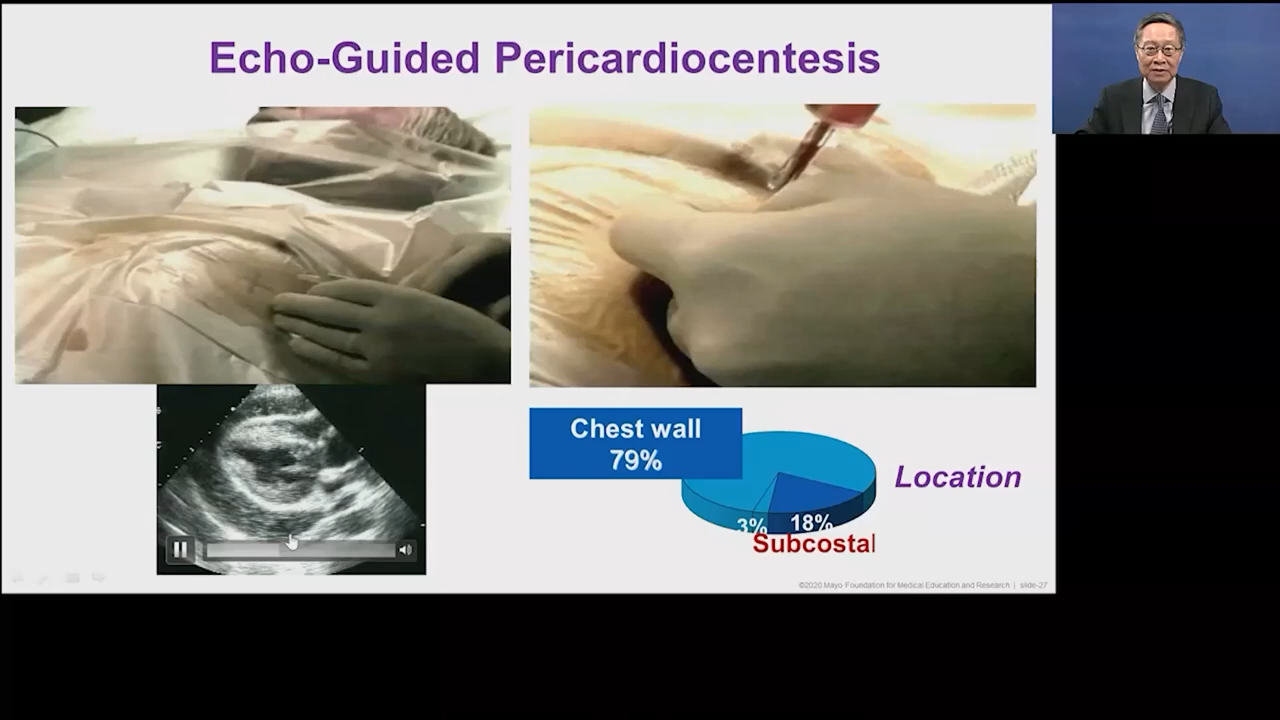 Echo-Guided Pericardiocentesis
Chest wall
79%
Location
3%
18%
Subcostal
©2020 Mayo Foundation for Medical Education and Research | slide-27